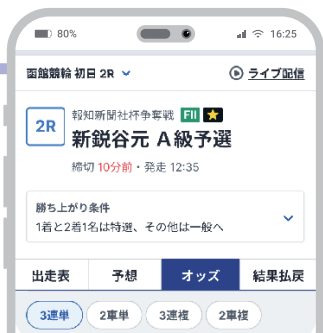 80% 16:25
函館競輪 初日 2R ライブ配信
2R
報知新聞社杯争奪戦 FII
新鋭谷元 A級予選
締切 10分前・発走 12:35
勝ち上がり条件
1着と2着1名は特選、その他は一般へ
出走表 予想 オッズ 結果払戻
3連単 2車単 3連複 2車複